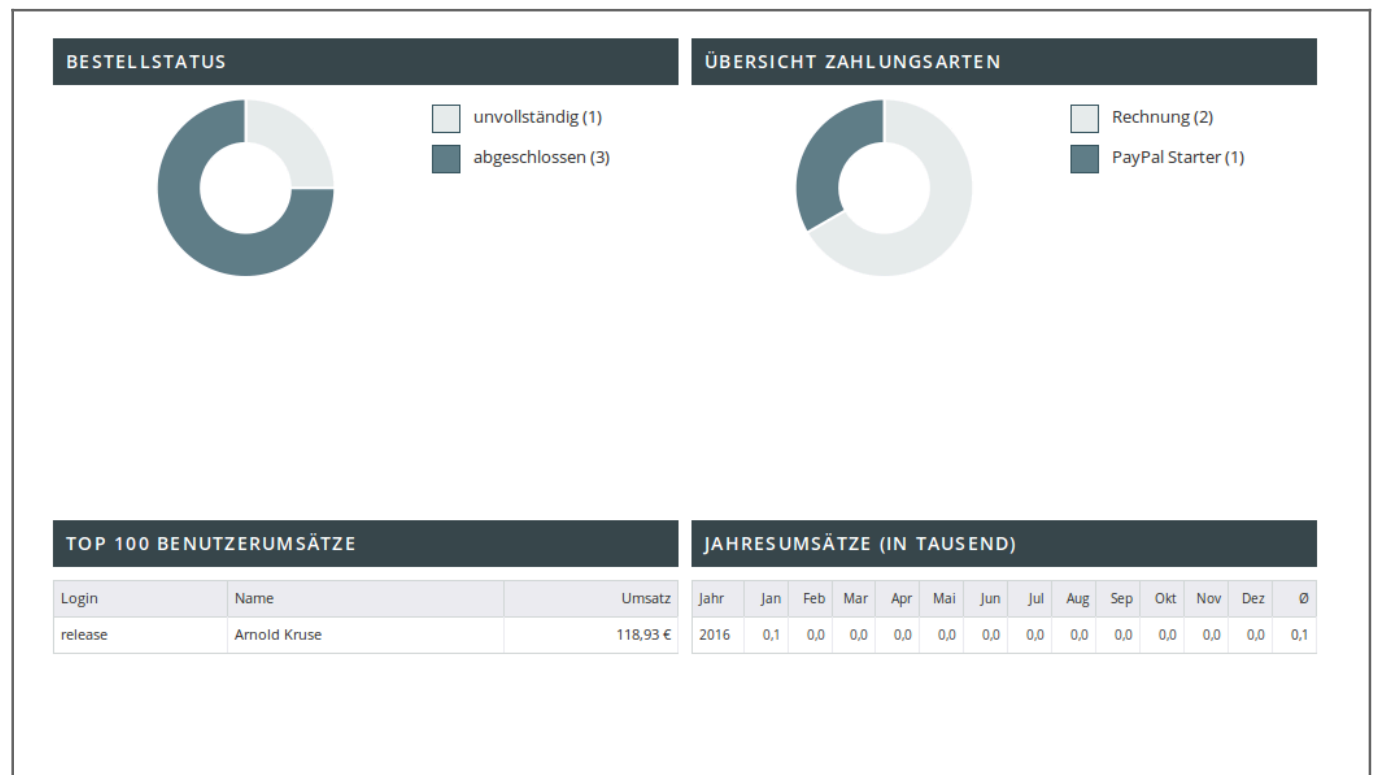 BESTELLSTATUS
unvollständig (1)
abgeschlossen (3)
ÜBERSICHT ZAHLUNGSARTEN
Rechnung (2)
PayPal Starter (1)
TOP 100 BENUTZERUMSÄTZE
Login Name Umsatz
release Arnold Kruse 118,93 €
JAHRESUMSÄTZE (IN TAUSEND)
Jahr Jan Feb Mar Apr Mai Jun Jul Aug Sep Okt Nov Dez Ø
2016 0,1 0,0 0,0 0,0 0,0 0,0 0,0 0,0 0,0 0,0 0,0 0,0 0,1